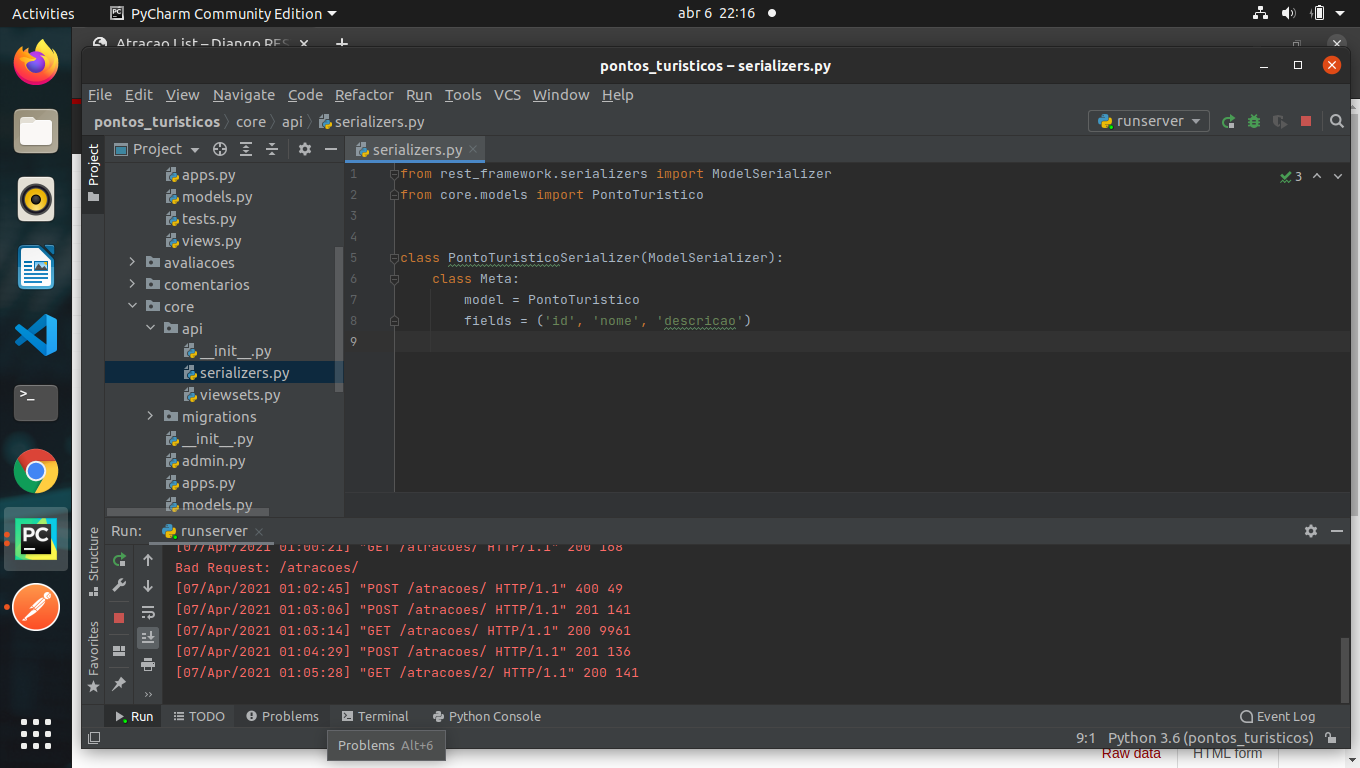 Activities PyCharm Community Edition abr 6 22:16
Atracao List – Django RES
pontos_turisticos – serializers.py
File Edit View Navigate Code Refactor Run Tools VCS Window Help
pontos_turisticos core api serializers.py runserver
Project serializers.py
Project
apps.py
models.py
tests.py
views.py
avaliacoes
comentarios
core
api
__init__.py
serializers.py
viewsets.py
migrations
__init__.py
admin.py
apps.py
models.py
1 from rest_framework.serializers import ModelSerializer
3
2 from core.models import PontoTuristico
3
4
5 class PontoTuristicoSerializer(ModelSerializer):
6 class Meta:
7 model = PontoTuristico
8 fields = ('id', 'nome', 'descricao')
9
Run: runserver
Structure
Favorites
[07/Apr/2021 01:00:21] "GET /atracoes/ HTTP/1.1" 200 168
Bad Request: /atracoes/
[07/Apr/2021 01:02:45] "POST /atracoes/ HTTP/1.1" 400 49
[07/Apr/2021 01:03:06] "POST /atracoes/ HTTP/1.1" 201 141
[07/Apr/2021 01:03:14] "GET /atracoes/ HTTP/1.1" 200 9961
[07/Apr/2021 01:04:29] "POST /atracoes/ HTTP/1.1" 201 136
[07/Apr/2021 01:05:28] "GET /atracoes/2/ HTTP/1.1" 200 141
Run TODO Problems Terminal Python Console Event Log
Problems Alt+6
9:1 Python 3.6 (pontos_turisticos)
Raw data HTML form
PC